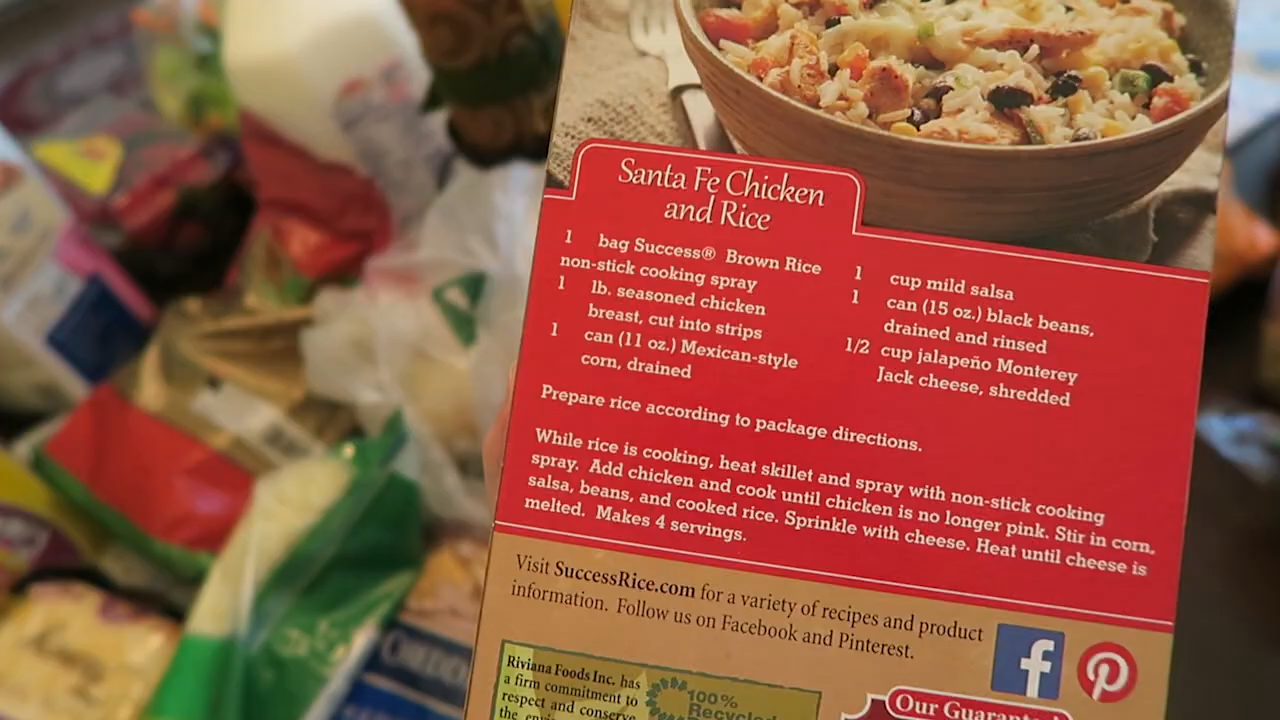 Santa Fe Chicken
and Rice
1 bag Success® Brown Rice
non-stick cooking spray
1 lb. seasoned chicken
breast, cut into strips
1 can (11 oz.) Mexican-style
corn, drained
1 cup mild salsa
1 can (15 oz.) black beans,
drained and rinsed
1/2 cup jalapeño Monterey
Jack cheese, shredded
Prepare rice according to package directions.
While rice is cooking, heat skillet and spray with non-stick cooking
spray. Add chicken and cook until chicken is no longer pink. Stir in corn,
salsa, beans, and cooked rice. Sprinkle with cheese. Heat until cheese is
melted. Makes 4 servings.
Visit SuccessRice.com for a variety of recipes and product
information. Follow us on Facebook and Pinterest.
Riviana Foods Inc. has
a firm commitment to
respect and conserve
the
100%
Recycled
Our